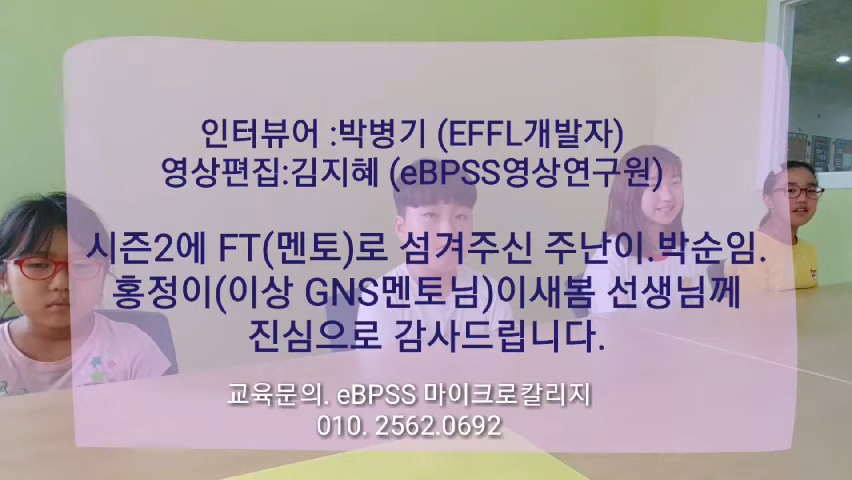 인터뷰어 :박병기 (EFFL개발자)
영상편집:김지혜 (eBPSS영상연구원)
시즌2에 FT(멘토)로 섬겨주신 주난이.박순임.
홍정이(이상 GNS멘토님)이새봄 선생님께
진심으로 감사드립니다.
교육문의. eBPSS 마이크로칼리지
010. 2562.0692